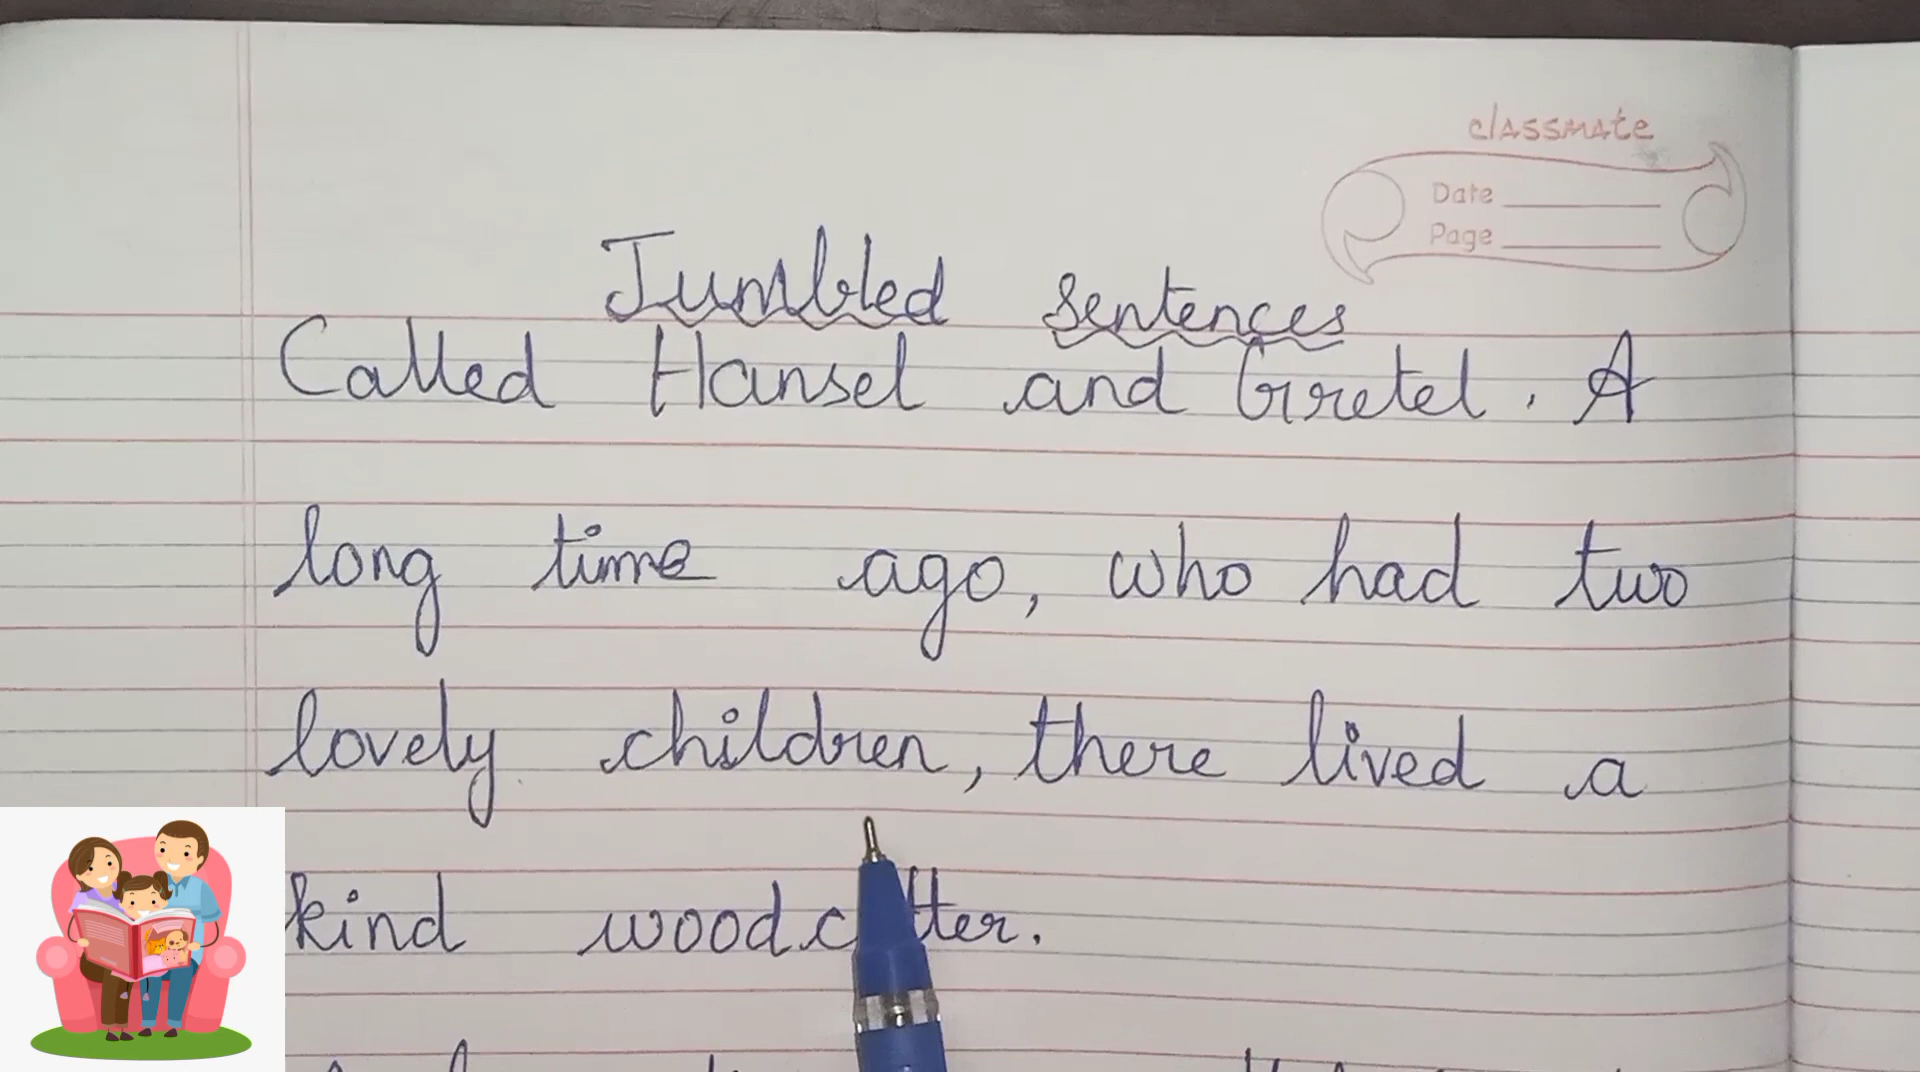 classmate
Date
Page
Jumbled sentences
Called Hansel and Gretel. A
long time ago, who had two
lovely children, there lived a
kind woodcutter.